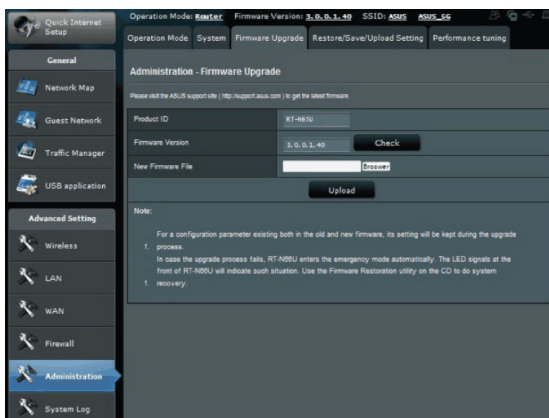 Quick Internet
Setup
Operation Mode: Router Firmware Version: 3.0.0.1.40 SSID: ASUS ASUS_5G
Operation Mode System Firmware Upgrade Restore/Save/Upload Setting Performance tuning
General
Network Map
Guest Network
Traffic Manager
USB application
Advanced Setting
Wireless
LAN
WAN
Firewall
Administration
System Log
Administration - Firmware Upgrade
Please visit the ASUS support site ( http://support.asus.com ) to get the latest firmware.
Product ID RT-N65U
Firmware Version 3.0.0.1.40 Check
New Firmware File Browser
Upload
Note:
For a configuration parameter existing both in the old and new firmware, its setting will be kept during the upgrade
1. process.
In case the upgrade process fails, RT-N66U enters the emergency mode automatically. The LED signals at the
front of RT-N66U will indicate such situation. Use the Firmware Restoration utility on the CD to do system
1. recovery.